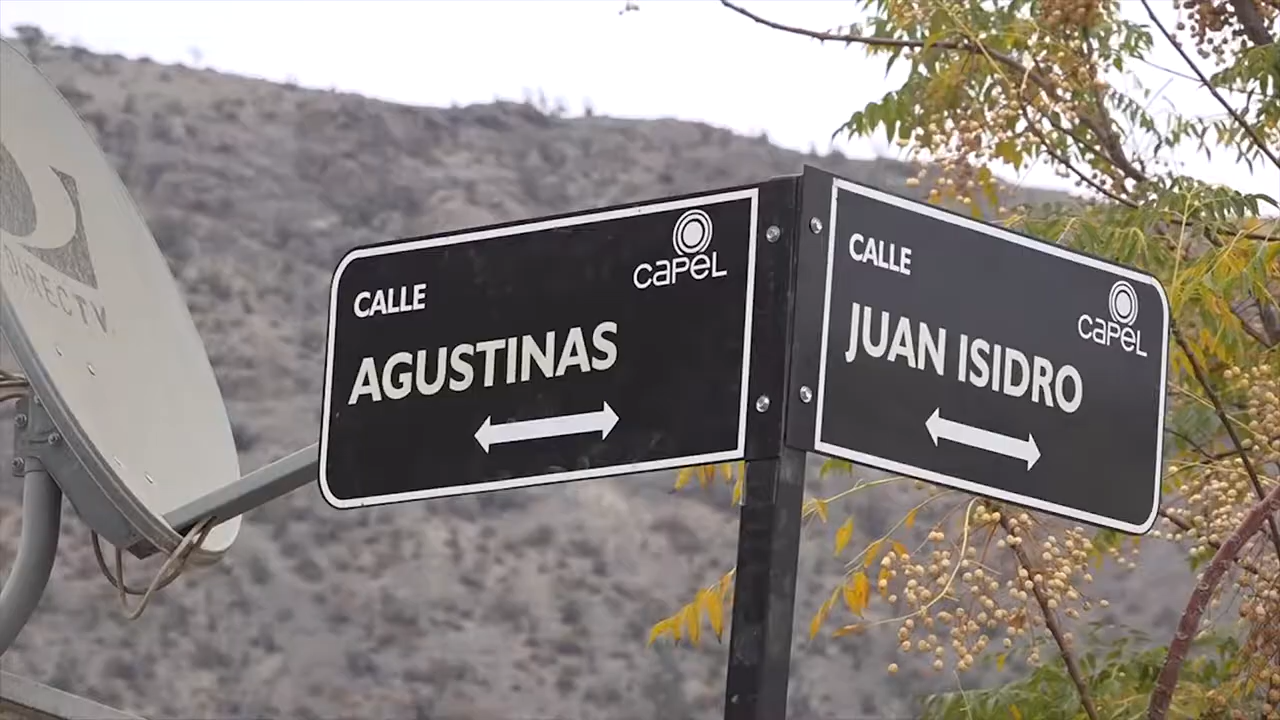 DIRECTV
CALLE
capel
AGUSTINAS
CALLE
capel
JUAN ISIDRO